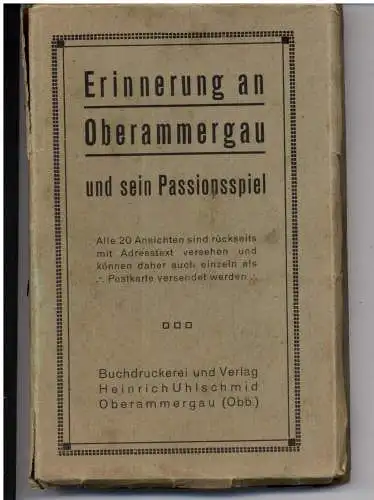 Erinnerung an
Oberammergau
und sein Passionsspiel
Alle 20 Ansichten sind rückseits
mit Adresstext versehen und
können daher auch einzeln als
∴ Postkarte versendet werden ∴
Buchdruckerei und Verlag
Heinrich Uhlschmid
Oberammergau (Obb.)